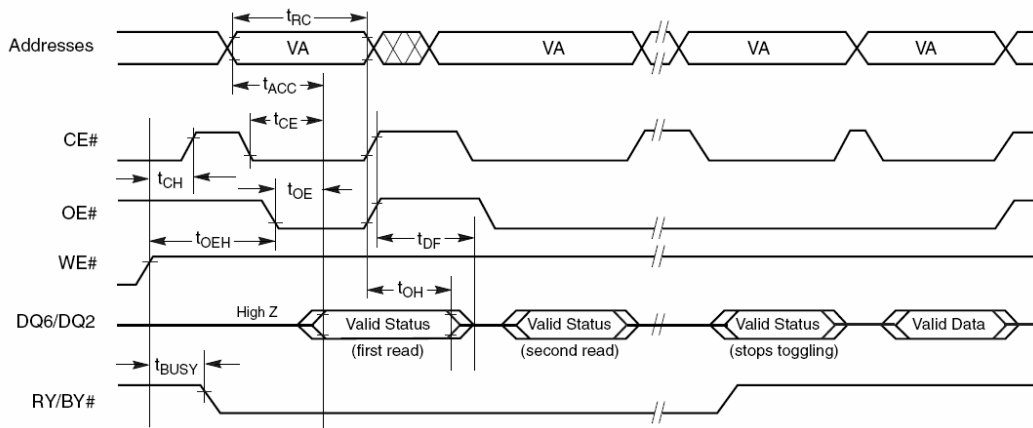 tRC
Addresses VA VA VA VA
tACC
tCE
CE#
tCH tOE
OE#
tOEH tDF
WE#
tOH
High Z
DQ6/DQ2 Valid Status Valid Status Valid Status Valid Data
(first read) (second read) (stops toggling)
tBUSY
RY/BY#